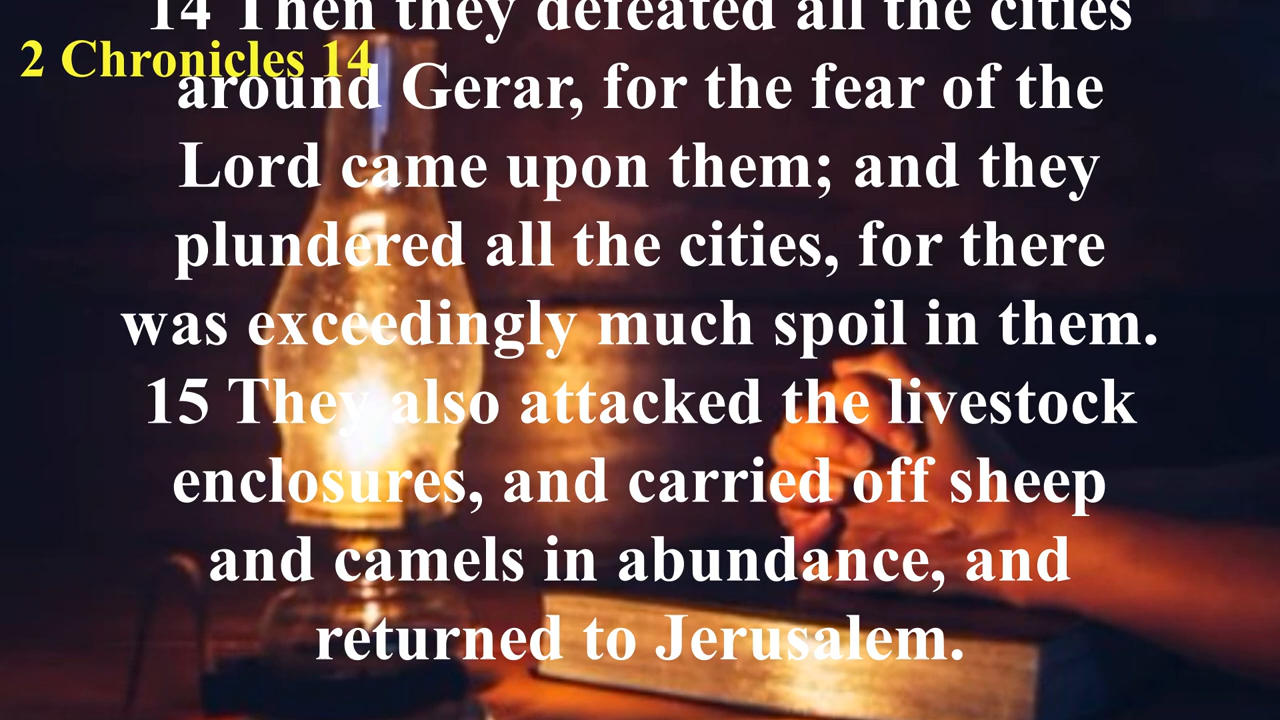 14 Then they defeated all the cities
2 Chronicles 14
around Gerar, for the fear of the
Lord came upon them; and they
plundered all the cities, for there
was exceedingly much spoil in them.
15 They also attacked the livestock
enclosures, and carried off sheep
and camels in abundance, and
returned to Jerusalem.